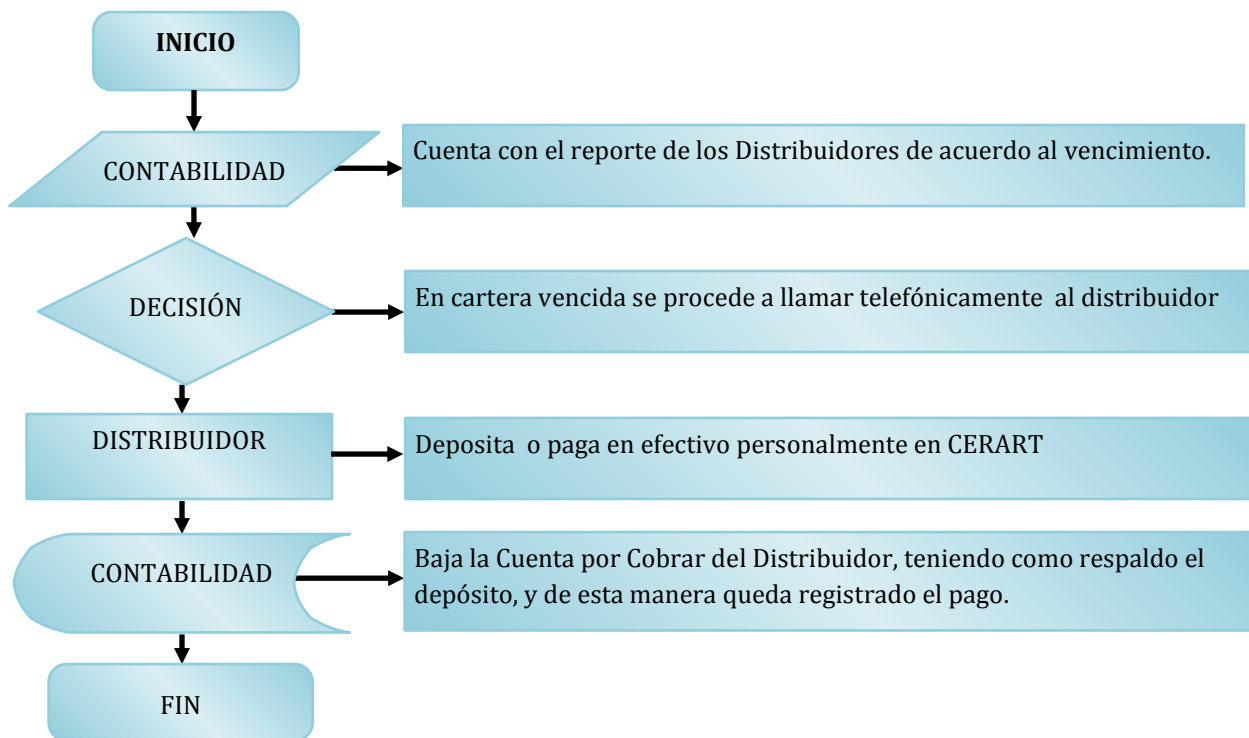 INICIO
CONTABILIDAD
Cuenta con el reporte de los Distribuidores de acuerdo al vencimiento.
DECISIÓN
En cartera vencida se procede a llamar telefónicamente  al distribuidor
DISTRIBUIDOR
Deposita  o paga en efectivo personalmente en CERART
CONTABILIDAD
Baja la Cuenta por Cobrar del Distribuidor, teniendo como respaldo el
depósito, y de esta manera queda registrado el pago.
FIN